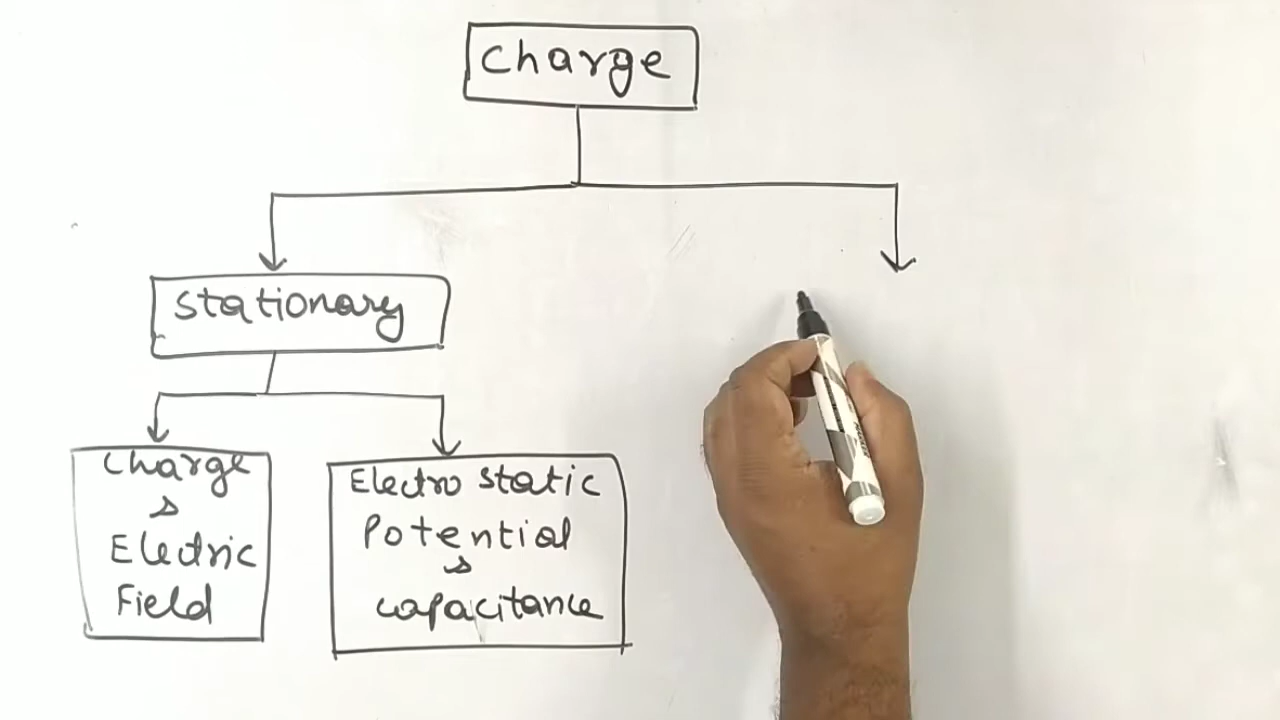 Charge
Stationary
Charge
&
Electric
Field
Electro static
Potential
&
Capacitance